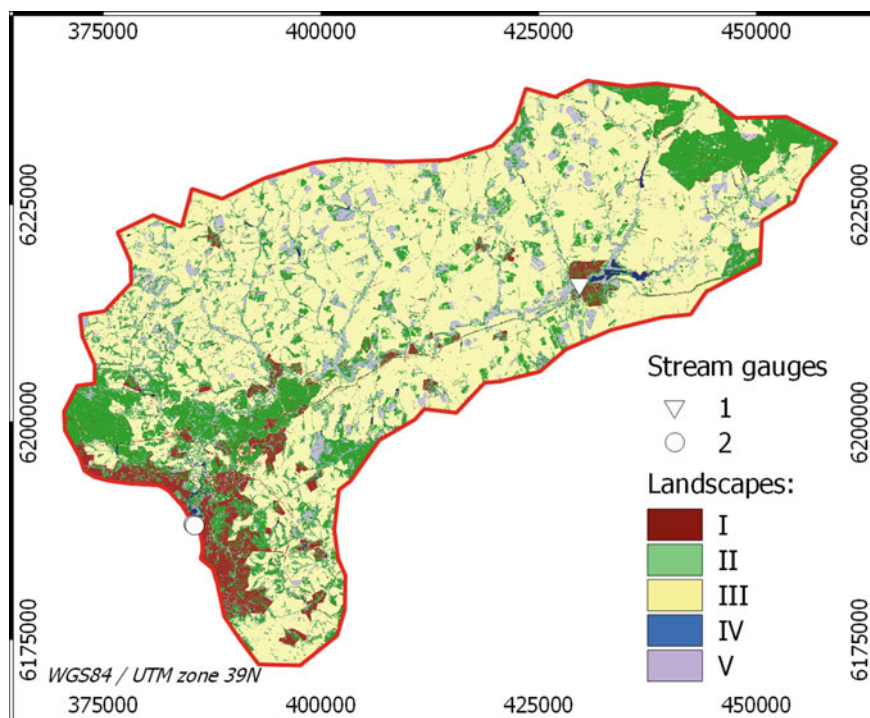 375000 400000 425000 450000
6225000 6225000
6200000 6200000
6175000 6175000
Stream gauges
1
2
Landscapes:
I
II
III
IV
V
WGS84 / UTM zone 39N
375000 400000 425000 450000